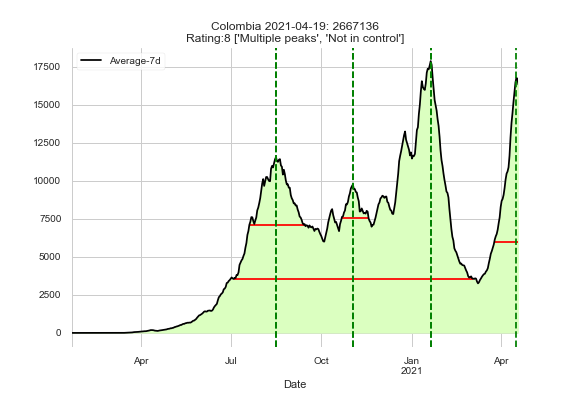 Colombia 2021-04-19: 2667136
Rating:8 ['Multiple peaks', 'Not in control']
Average-7d
17500
15000
12500
10000
7500
5000
2500
0
Apr
Jul
Oct
Jan
2021
Apr
Date